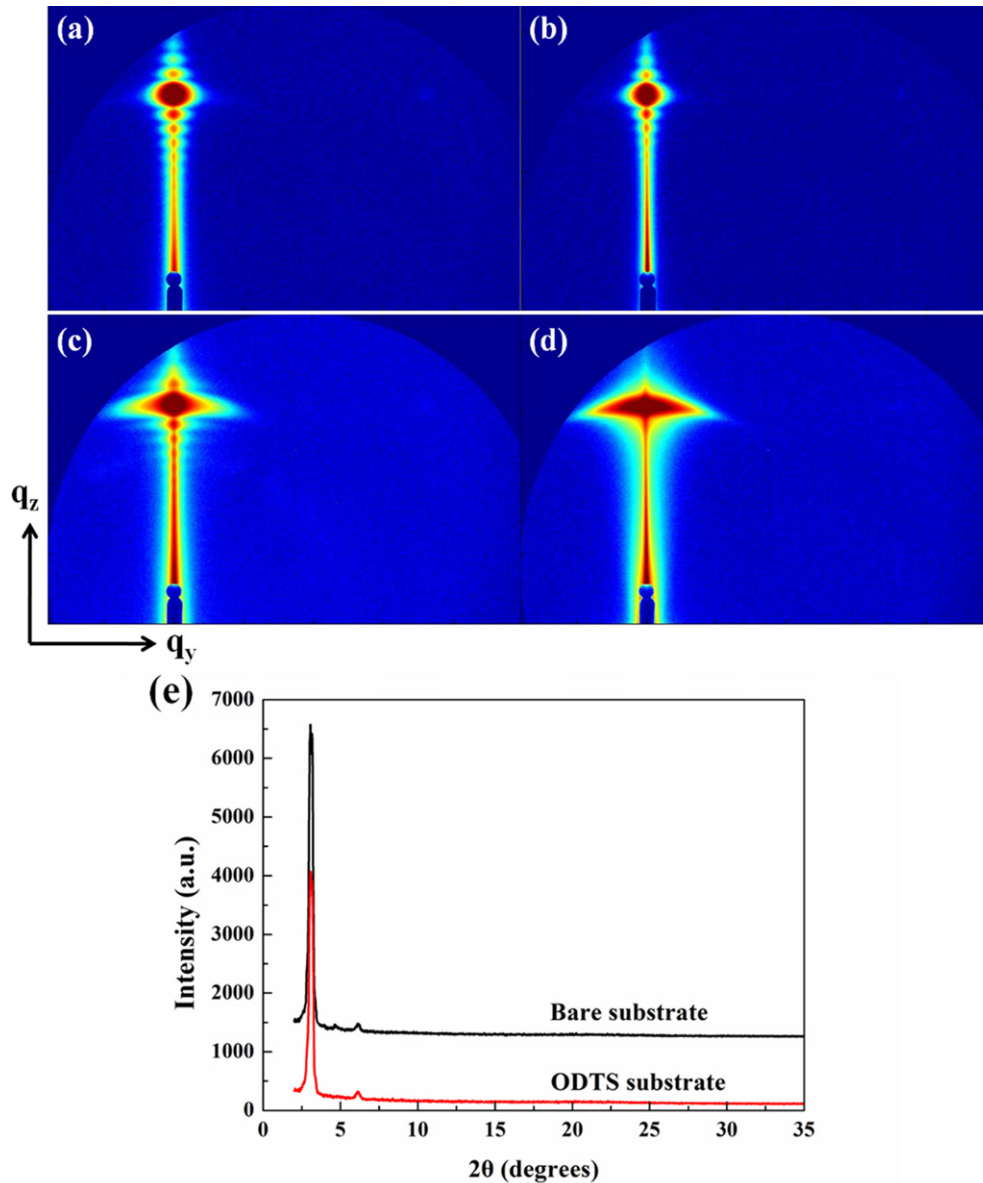 (a)
(b)
(c)
(d)
qz
qy
(e)
7000
6000
5000
4000
3000
2000
1000
0
Intensity (a.u.)
Bare substrate
ODTS substrate
0 5 10 15 20 25 30 35
2θ (degrees)